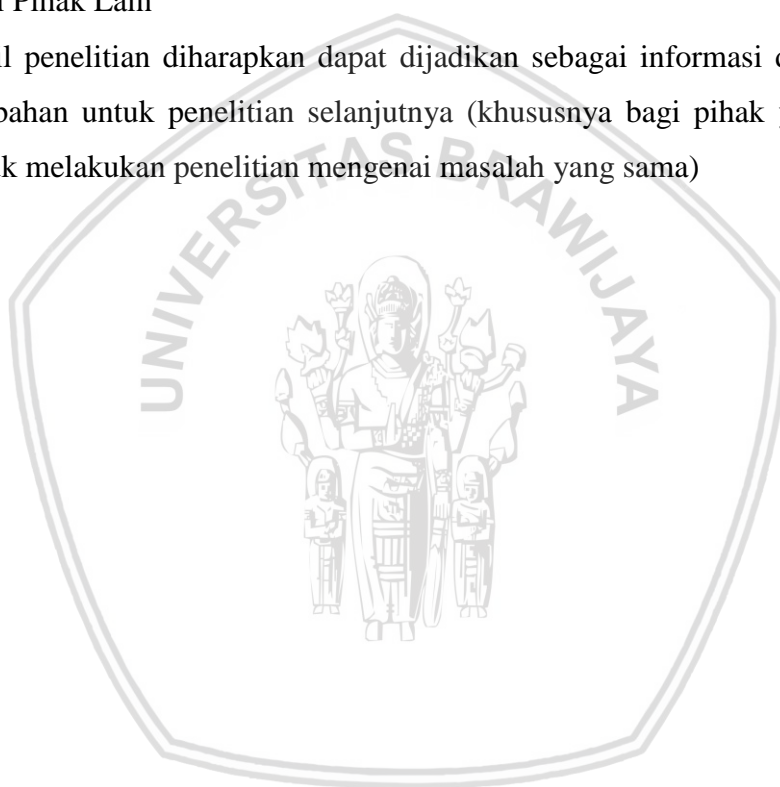 Pihak Lain
penelitian diharapkan dapat dijadikan sebagai informasi
untuk penelitian selanjutnya (khususnya bagi pihak
melakukan penelitian mengenai masalah yang sama)
UNIVERSITAS BRAWIJAYA